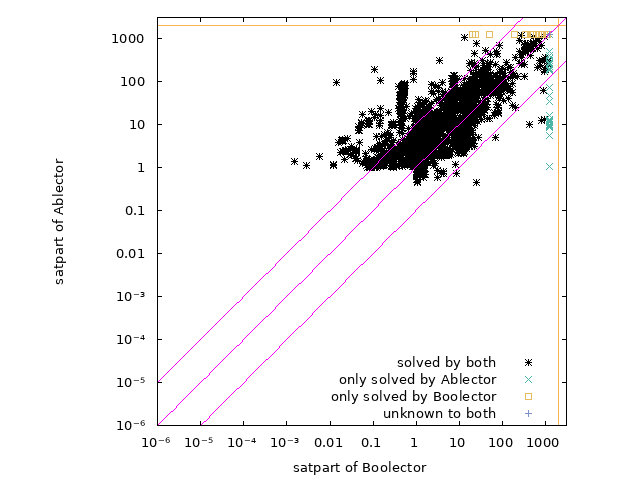 1000
100
10
1
0.1
0.01
10⁻³
10⁻⁴
10⁻⁵
10⁻⁶
satpart of Ablector
solved by both
only solved by Ablector
only solved by Boolector
unknown to both
10⁻⁶ 10⁻⁵ 10⁻⁴ 10⁻³ 0.01 0.1 1 10 100 1000
satpart of Boolector